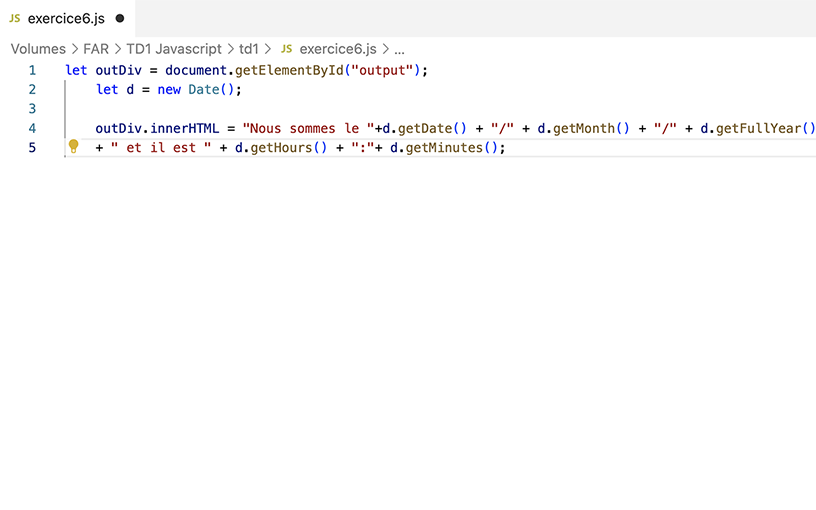 JS exercice6.js
Volumes > FAR > TD1 Javascript > td1 > JS exercice6.js > ...
1 let outDiv = document.getElementById("output");
2 let d = new Date();
3
4 outDiv.innerHTML = "Nous sommes le "+d.getDate() + "/" + d.getMonth() + "/" + d.getFullYear()
5 + " et il est " + d.getHours() + ":"+ d.getMinutes();